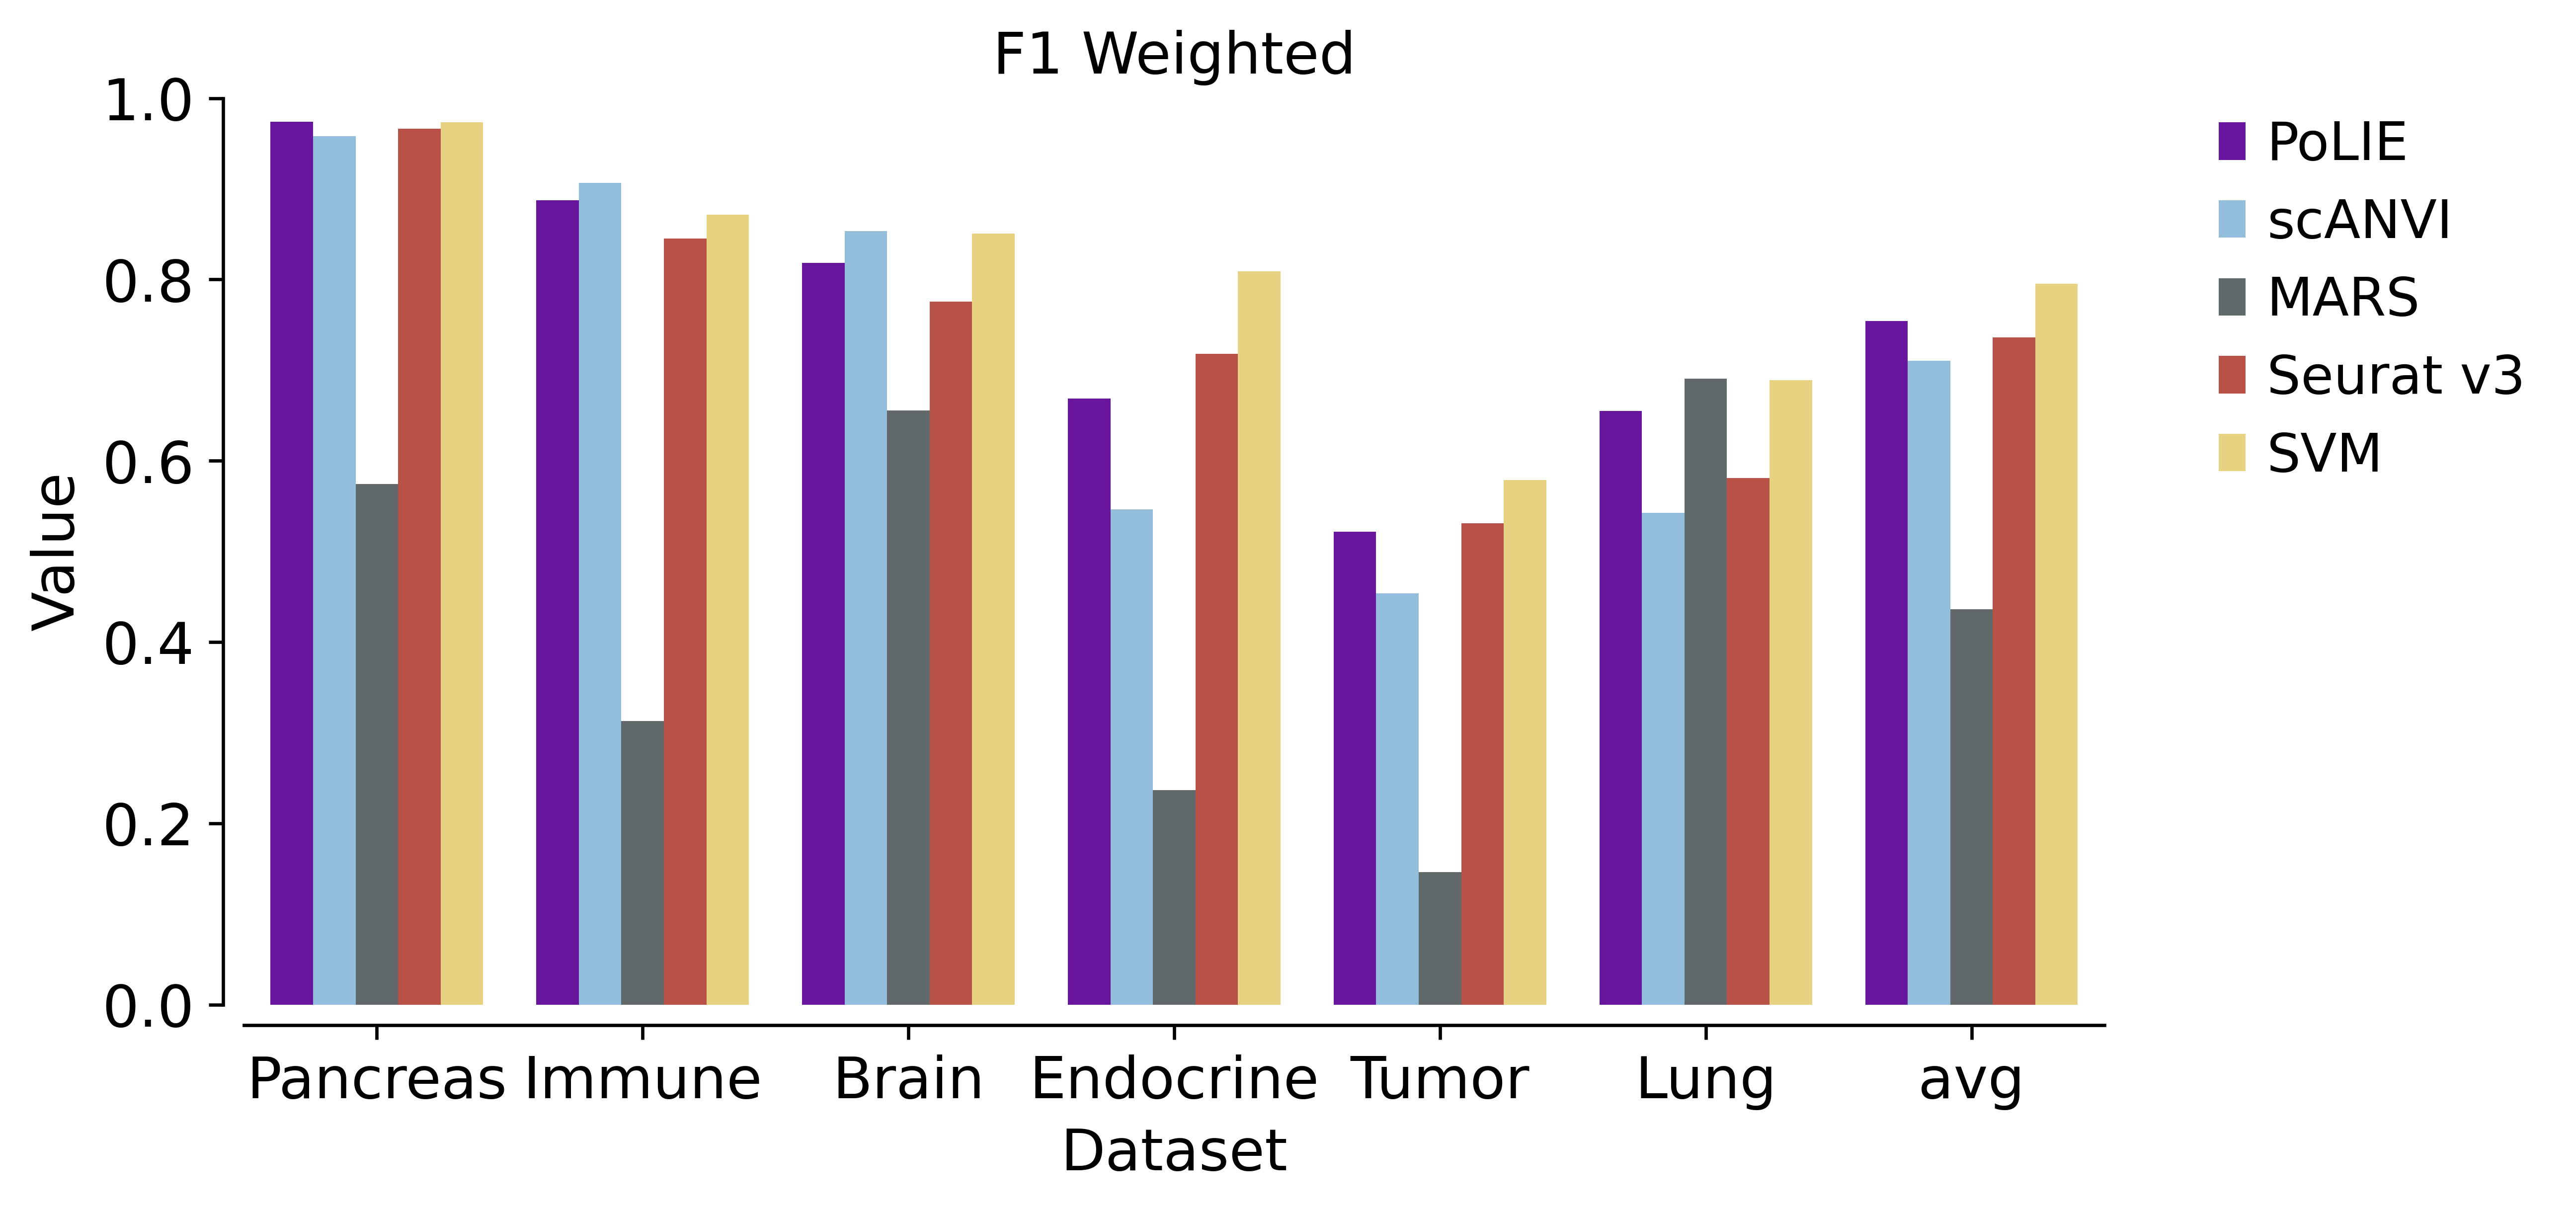 F1 Weighted
1.0
0.8
0.6
0.4
0.2
0.0
Value
Pancreas Immune Brain Endocrine Tumor Lung avg
Dataset
PoLIE
scANVI
MARS
Seurat v3
SVM